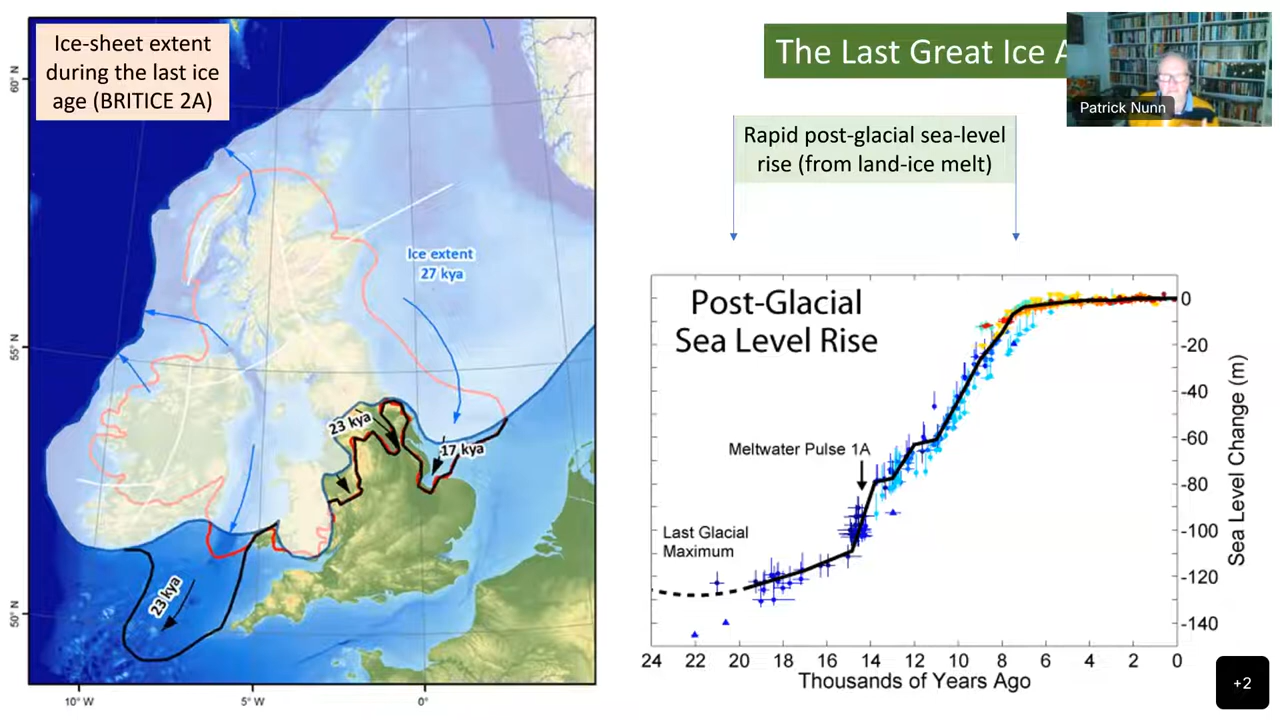 Ice-sheet extent
during the last ice
age (BRITICE 2A)
60° N
55° N
50° N
10° W
5° W
0°
Ice extent
27 kya
23 kya
17 kya
23 kya
The Last Great Ice A
Patrick Nunn
Rapid post-glacial sea-level
rise (from land-ice melt)
Post-Glacial
Sea Level Rise
Meltwater Pulse 1A
Last Glacial
Maximum
0
-20
-40
-60
-80
-100
-120
-140
Sea Level Change (m)
24 22 20 18 16 14 12 10 8 6 4 2 0
Thousands of Years Ago
+2